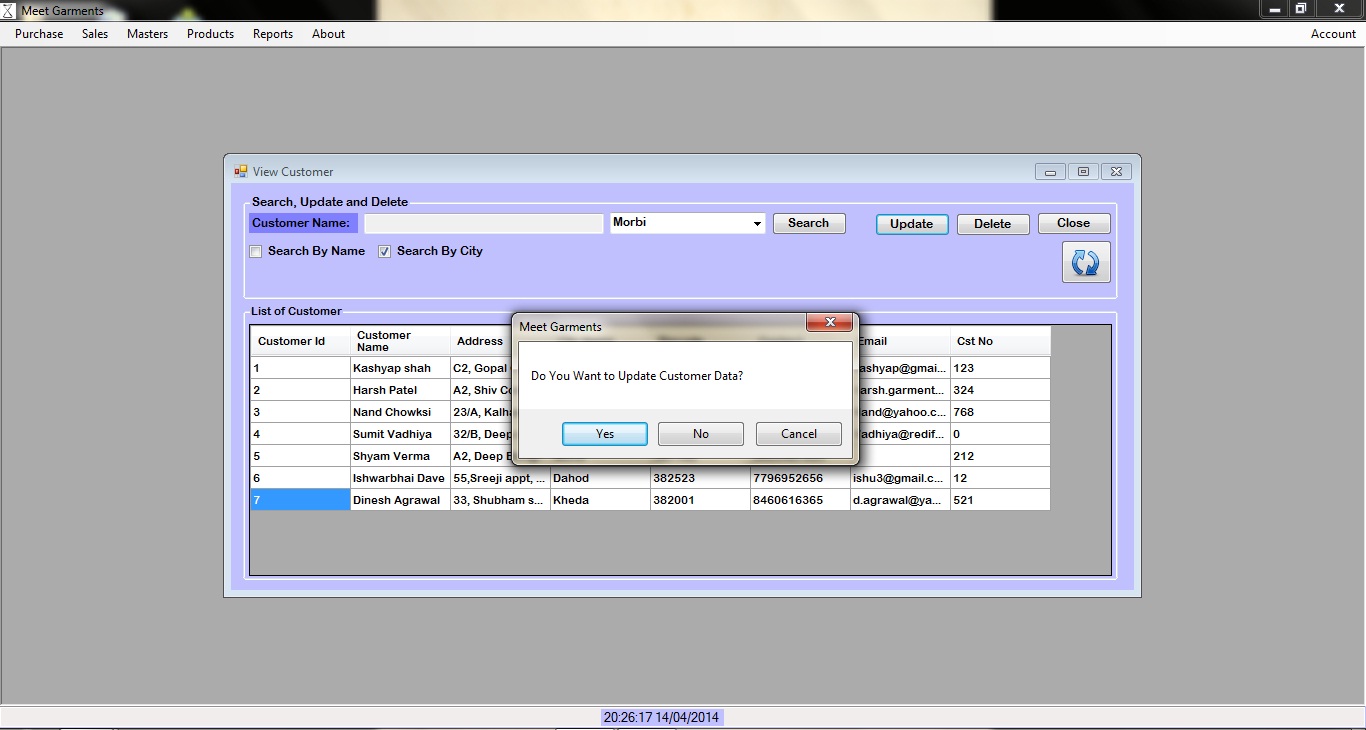 Meet Garments
Purchase Sales Masters Products Reports About Account
View Customer
Search, Update and Delete
Customer Name: Morbi Search Update Delete Close
Search By Name Search By City
List of Customer
Customer Id Customer Name Address Email Cst No
1 Kashyap shah C2, Gopal ashyap@gmai... 123
2 Harsh Patel A2, Shiv arsh.garment... 324
3 Nand Chowksi 23/A, and@yahoo.c... 768
4 Sumit Vadhiya 32/B, Deep adhiya@redif... 0
5 Shyam Verma A2, Deep 212
6 Ishwarbhai Dave 55,Sreeji appt, ... Dahod 382523 7796952656 ishu3@gmail.c... 12
7 Dinesh Agrawal 33, Shubham s... Kheda 382001 8460616365 d.agrawal@ya... 521
Meet Garments
Do You Want to Update Customer Data?
Yes No Cancel
20:26:17 14/04/2014